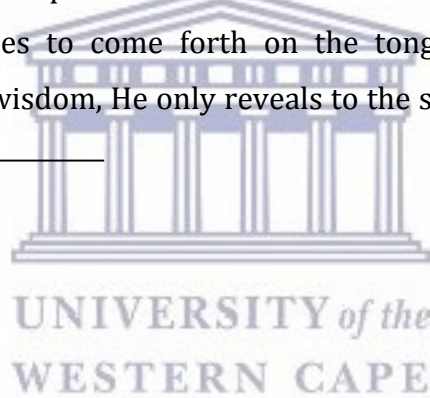 es to come forth on the tong
wisdom, He only reveals to the s
UNIVERSITY of the
WESTERN CAPE